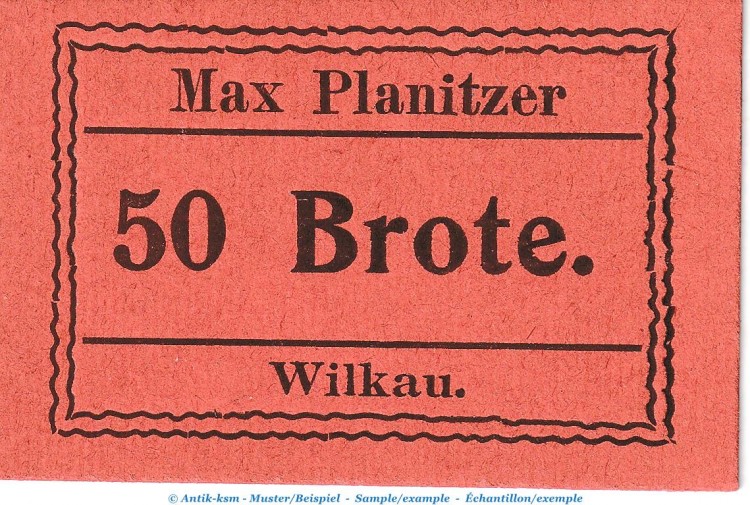 Max Planitzer
50 Brote.
Wilkau.
© Antik-ksm - Muster/Beispiel - Sample/example - Échantillon/exemple